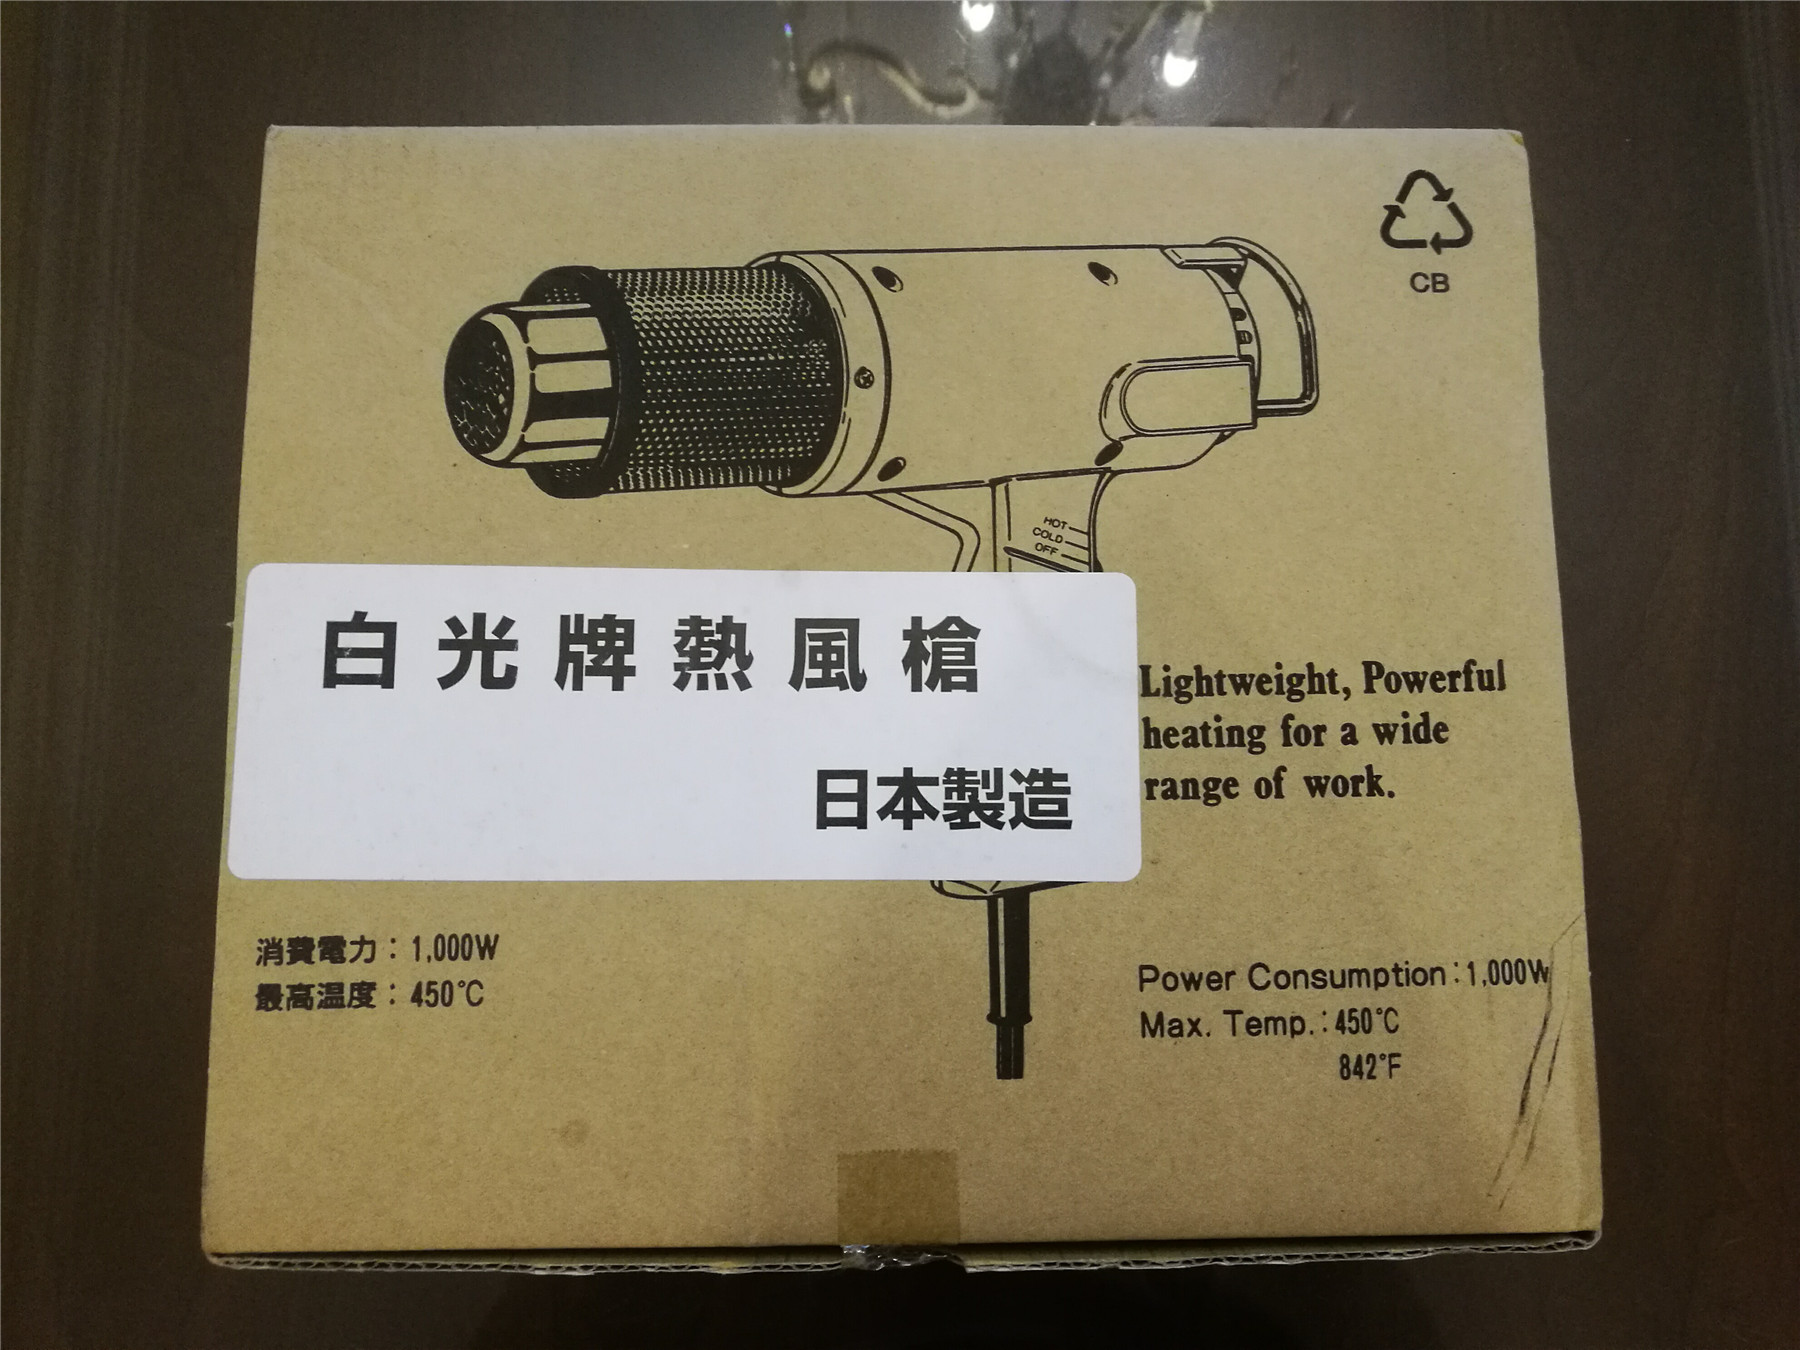 CB
HOT
COLD
OFF
白光牌熱風槍
日本製造
Lightweight, Powerful
heating for a wide
range of work.
消費電力：1,000W
最高温度：450℃
Power Consumption：1,000W
Max. Temp.：450℃
842°F